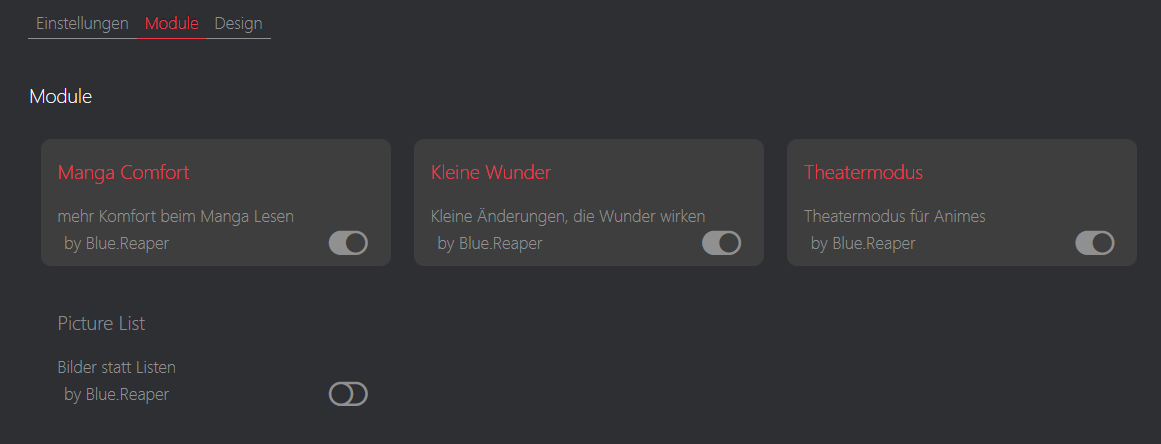 Einstellungen Module Design
Module
Manga Comfort
mehr Komfort beim Manga Lesen
by Blue.Reaper
Kleine Wunder
Kleine Änderungen, die Wunder wirken
by Blue.Reaper
Theatermodus
Theatermodus für Animes
by Blue.Reaper
Picture List
Bilder statt Listen
by Blue.Reaper